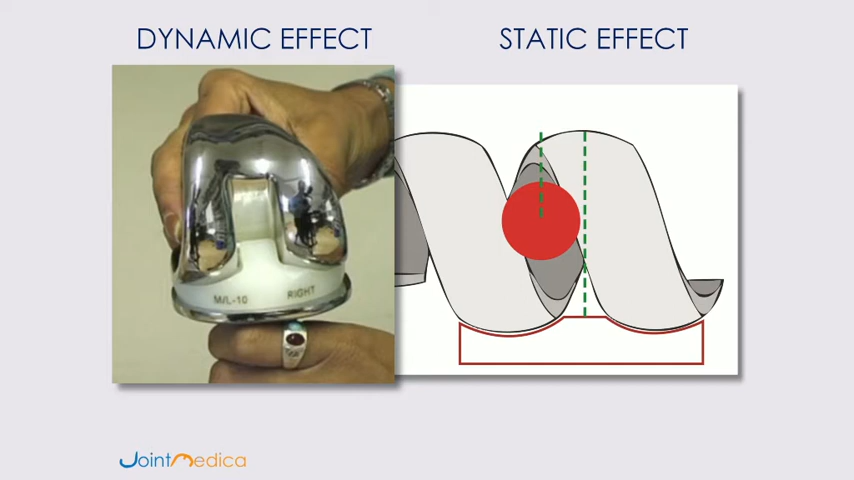 DYNAMIC EFFECT
STATIC EFFECT
M/L-10 RIGHT
JointMedica